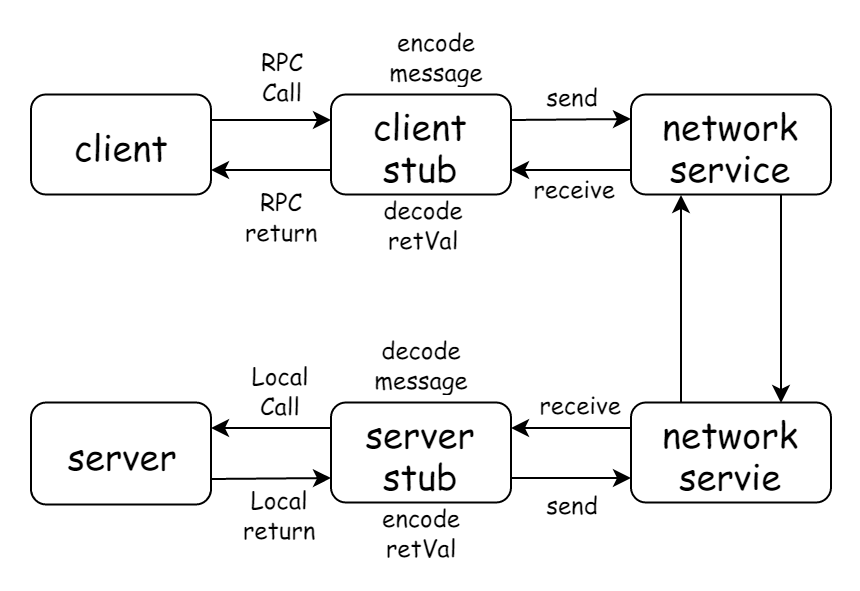 encode
message
RPC
Call
send
client
client
stub
network
service
RPC
return
decode
retVal
receive
decode
message
Local
Call
receive
server
server
stub
network
servie
Local
return
encode
retVal
send